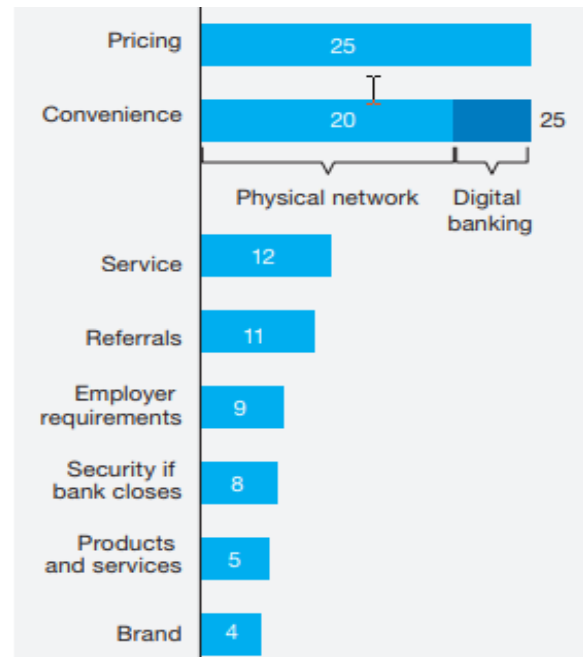 Pricing 25
Convenience 20 25
Physical network Digital
banking
Service 12
Referrals 11
Employer
requirements 9
Security if
bank closes 8
Products
and services 5
Brand 4